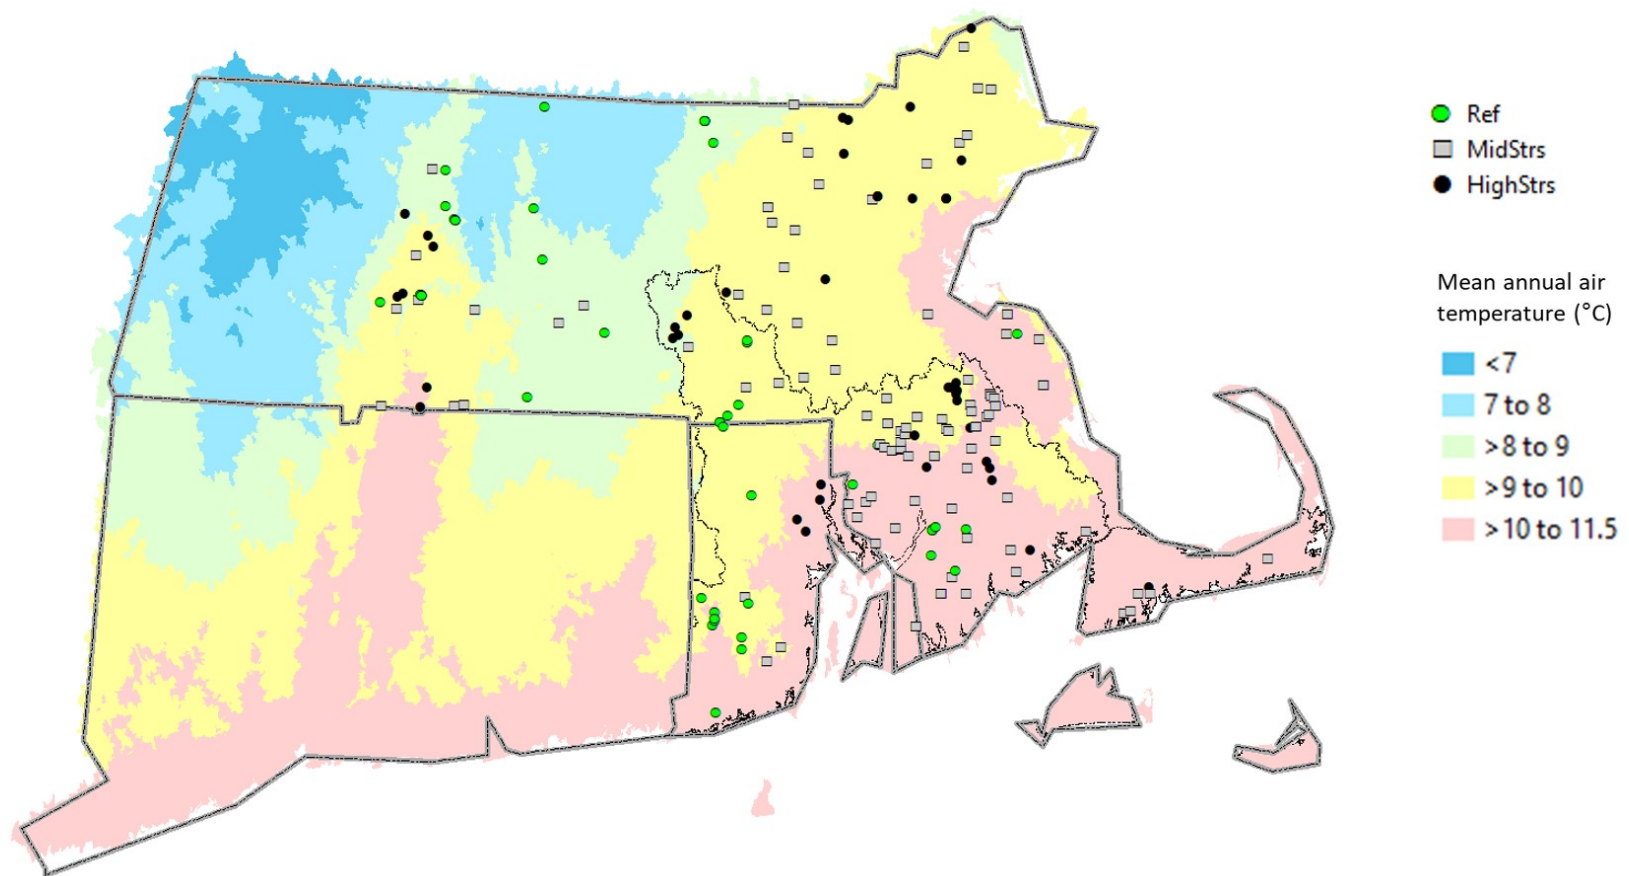 Ref
MidStrs
HighStrs
Mean annual air
temperature (°C)
<7
7 to 8
>8 to 9
>9 to 10
>10 to 11.5